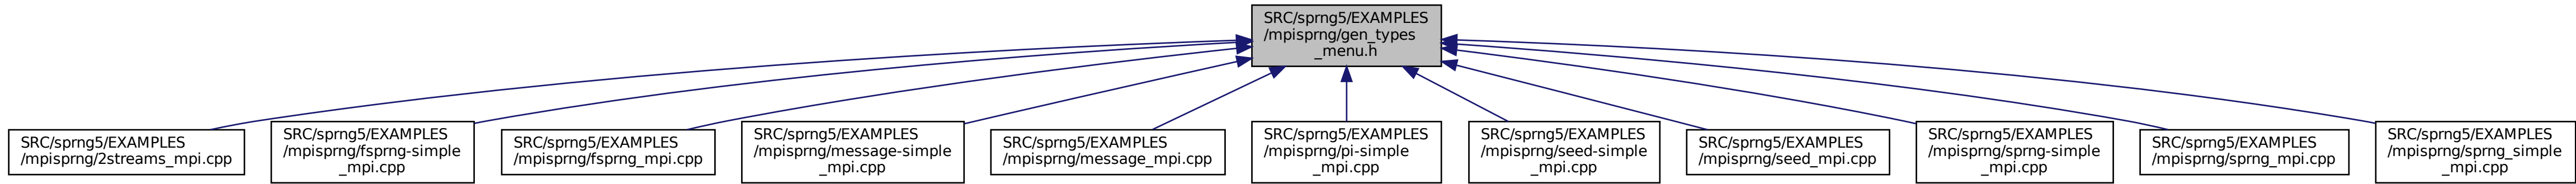 SRC/sprng5/EXAMPLES
/mpisprng/gen_types
_menu.h
SRC/sprng5/EXAMPLES
/mpisprng/2streams_mpi.cpp
SRC/sprng5/EXAMPLES
/mpisprng/fsprng-simple
_mpi.cpp
SRC/sprng5/EXAMPLES
/mpisprng/fsprng_mpi.cpp
SRC/sprng5/EXAMPLES
/mpisprng/message-simple
_mpi.cpp
SRC/sprng5/EXAMPLES
/mpisprng/message_mpi.cpp
SRC/sprng5/EXAMPLES
/mpisprng/pi-simple
_mpi.cpp
SRC/sprng5/EXAMPLES
/mpisprng/seed-simple
_mpi.cpp
SRC/sprng5/EXAMPLES
/mpisprng/seed_mpi.cpp
SRC/sprng5/EXAMPLES
/mpisprng/sprng-simple
_mpi.cpp
SRC/sprng5/EXAMPLES
/mpisprng/sprng_mpi.cpp
SRC/sprng5/EXAMPLES
/mpisprng/sprng_simple
_mpi.cpp